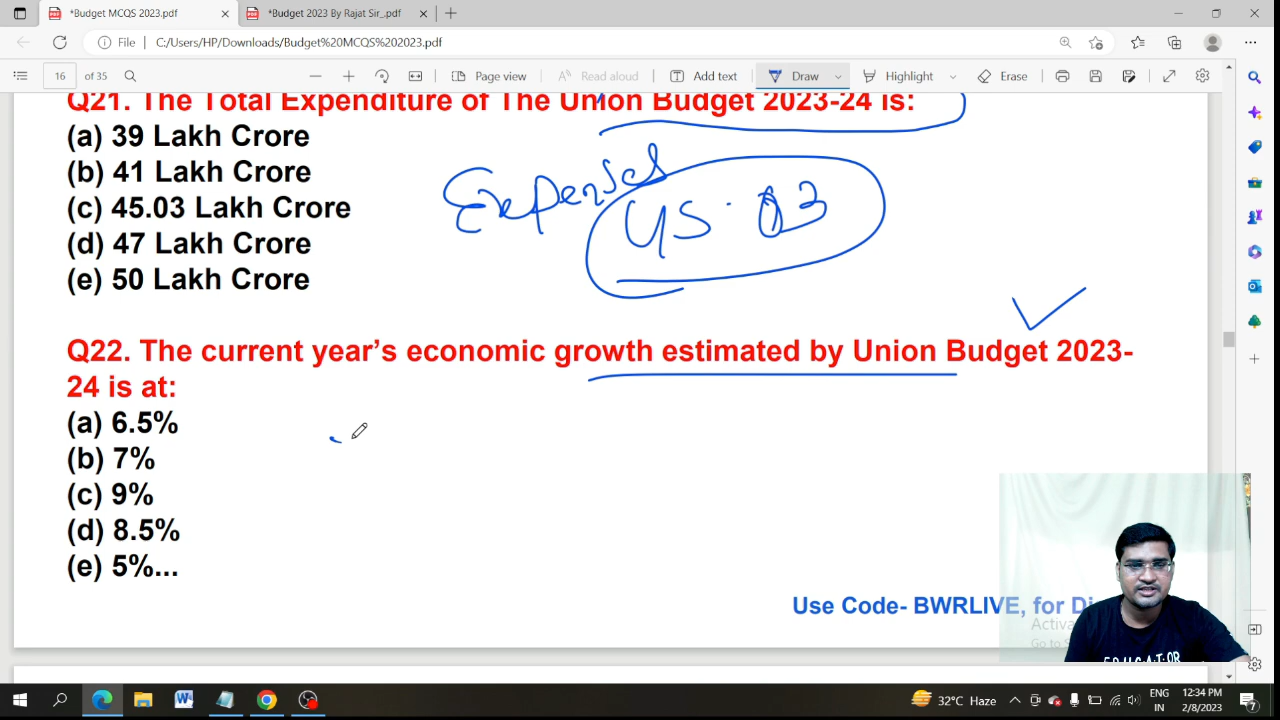 *Budget MCQS 2023.pdf
*Budget 2023 By Rajat Sir_.pdf
File
C:/Users/HP/Downloads/Budget%20MCQS%202023.pdf
16 of 35
Page view
Read aloud
Add text
Draw
Highlight
Erase
Q21. The Total Expenditure of The Union Budget 2023-24 is:
(a) 39 Lakh Crore
(b) 41 Lakh Crore
(c) 45.03 Lakh Crore
(d) 47 Lakh Crore
(e) 50 Lakh Crore
Expenses
45.03
Q22. The current year’s economic growth estimated by Union Budget 2023-
24 is at:
(a) 6.5%
(b) 7%
(c) 9%
(d) 8.5%
(e) 5%...
Use Code- BWRLIVE, for
32°C Haze
ENG
IN
12:34 PM
2/8/2023
7